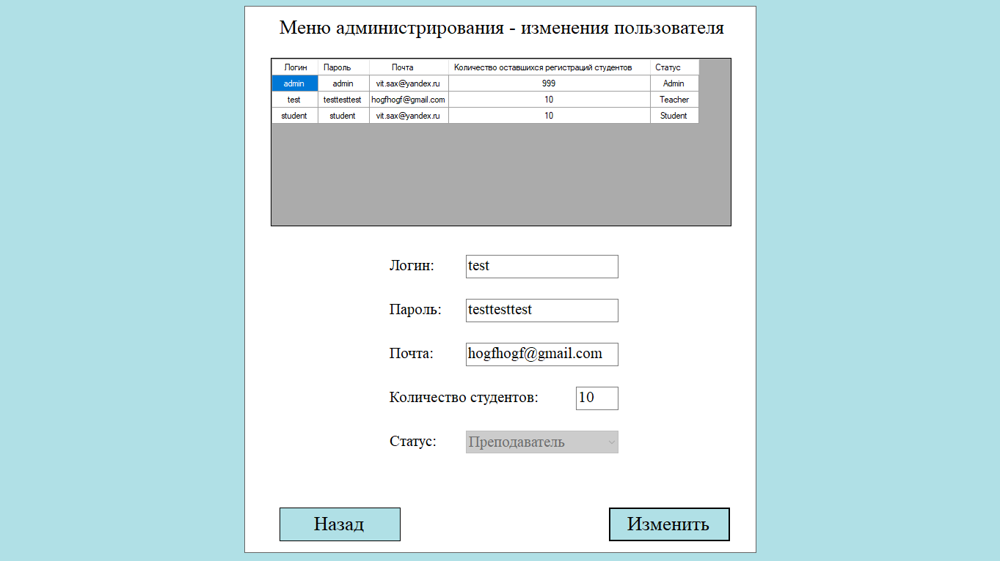 Меню администрирования - изменения пользователя
Логин Пароль Почта Количество оставшихся регистраций студентов Статус
admin admin vit.sax@yandex.ru 999 Admin
test testtesttest hogfhogf@gmail.com 10 Teacher
student student vit.sax@yandex.ru 10 Student
Логин: test
Пароль: testtesttest
Почта: hogfhogf@gmail.com
Количество студентов: 10
Статус: Преподаватель
Назад Изменить